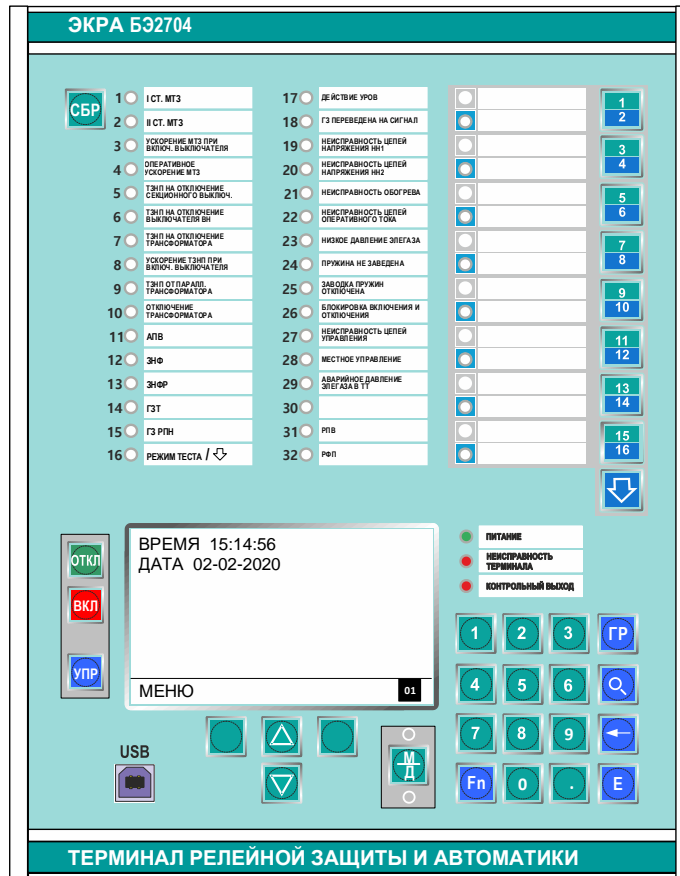 ЭКРА БЭ2704
СБР
1 I СТ. МТЗ
2 II СТ. МТЗ
3 УСКОРЕНИЕ МТЗ ПРИ
ВКЛЮЧ. ВЫКЛЮЧАТЕЛЯ
4 ОПЕРАТИВНОЕ
УСКОРЕНИЕ МТЗ
5 ТЗНП НА ОТКЛЮЧЕНИЕ
СЕКЦИОННОГО ВЫКЛЮЧ.
6 ТЗНП НА ОТКЛЮЧЕНИЕ
ВЫКЛЮЧАТЕЛЯ ВН
7 ТЗНП НА ОТКЛЮЧЕНИЕ
ТРАНСФОРМАТОРА
8 УСКОРЕНИЕ ТЗНП ПРИ
ВКЛЮЧ. ВЫКЛЮЧАТЕЛЯ
9 ТЗНП ОТ ПАРАЛЛ.
ТРАНСФОРМАТОРА
10 ОТКЛЮЧЕНИЕ
ТРАНСФОРМАТОРА
11 АПВ
12 ЗНФ
13 ЗНФР
14 ГЗТ
15 ГЗ РПН
16 РЕЖИМ ТЕСТА /
17 ДЕЙСТВИЕ УРОВ
18 ГЗ ПЕРЕВЕДЕНА НА СИГНАЛ
19 НЕИСПРАВНОСТЬ ЦЕПЕЙ
НАПРЯЖЕНИЯ НН1
20 НЕИСПРАВНОСТЬ ЦЕПЕЙ
НАПРЯЖЕНИЯ НН2
21 НЕИСПРАВНОСТЬ ОБОГРЕВА
22 НЕИСПРАВНОСТЬ ЦЕПЕЙ
ОПЕРАТИВНОГО ТОКА
23 НИЗКОЕ ДАВЛЕНИЕ ЭЛЕГАЗА
24 ПРУЖИНА НЕ ЗАВЕДЕНА
25 ЗАВОДКА ПРУЖИН
ОТКЛЮЧЕНА
26 БЛОКИРОВКА ВКЛЮЧЕНИЯ И
ОТКЛЮЧЕНИЯ
27 НЕИСПРАВНОСТЬ ЦЕПЕЙ
УПРАВЛЕНИЯ
28 МЕСТНОЕ УПРАВЛЕНИЕ
29 АВАРИЙНОЕ ДАВЛЕНИЕ
ЭЛЕГАЗА В ТТ
30
31 РПВ
32 РФП
1
2
3
4
5
6
7
8
9
10
11
12
13
14
15
16
ОТКЛ
ВКЛ
УПР
ВРЕМЯ 15:14:56
ДАТА 02-02-2020
МЕНЮ 01
ПИТАНИЕ
НЕИСПРАВНОСТЬ
ТЕРМИНАЛА
КОНТРОЛЬНЫЙ ВЫХОД
USB
М
Д
1 2 3 ГР
4 5 6
7 8 9
Fn 0 . E
ТЕРМИНАЛ РЕЛЕЙНОЙ ЗАЩИТЫ И АВТОМАТИКИ